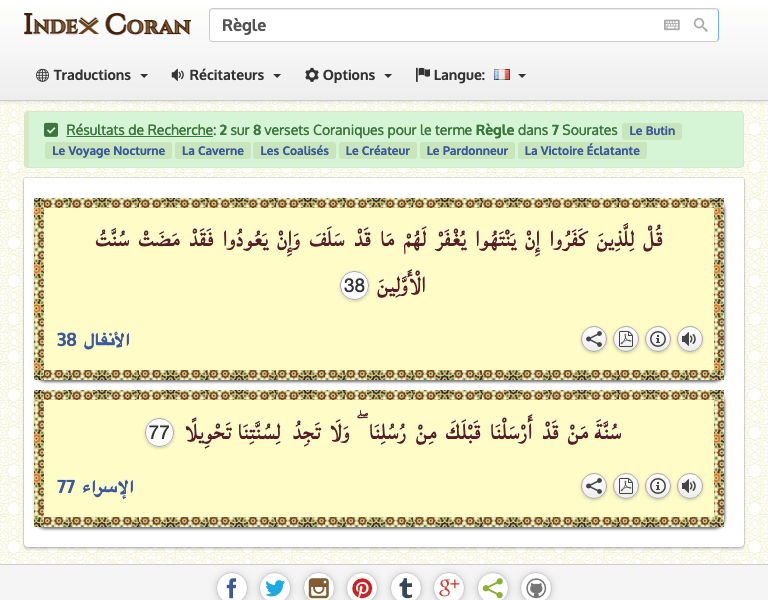 Index Coran
Règle
Traductions
Récitateurs
Options
Langue:
Résultats de Recherche: 2 sur 8 versets Coraniques pour le terme Règle dans 7 Sourates Le Butin
Le Voyage Nocturne La Caverne Les Coalisés Le Créateur Le Pardonneur La Victoire Éclatante
قُلْ لِلَّذِينَ كَفَرُوا إِنْ يَنْتَهُوا يُغْفَرْ لَهُمْ مَا قَدْ سَلَفَ وَإِنْ يَعُودُوا فَقَدْ مَضَتْ سُنَّتُ
الْأَوَّلِينَ 38
الأنفال 38
سُنَّةَ مَنْ قَدْ أَرْسَلْنَا قَبْلَكَ مِنْ رُسُلِنَا ۖ وَلَا تَجِدُ لِسُنَّتِنَا تَحْوِيلًا 77
الإسراء 77